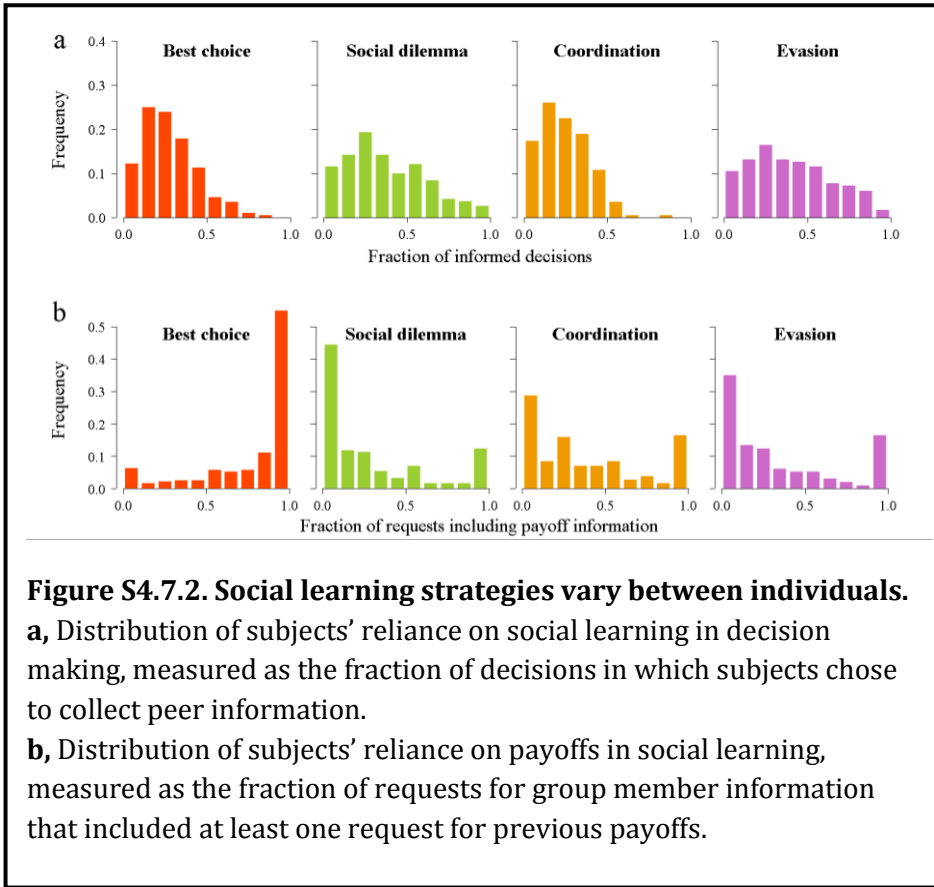 a
Best choice Social dilemma Coordination Evasion
0.4
0.3
0.2
0.1
0.0
Frequency
0.0 0.5 1.0 0.0 0.5 1.0 0.0 0.5 1.0 0.0 0.5 1.0
Fraction of informed decisions
b
Best choice Social dilemma Coordination Evasion
0.5
0.4
0.3
0.2
0.1
0.0
Frequency
0.0 0.5 1.0 0.0 0.5 1.0 0.0 0.5 1.0 0.0 0.5 1.0
Fraction of requests including payoff information
Figure S4.7.2. Social learning strategies vary between individuals.
a, Distribution of subjects’ reliance on social learning in decision
making, measured as the fraction of decisions in which subjects chose
to collect peer information.
b, Distribution of subjects’ reliance on payoffs in social learning,
measured as the fraction of requests for group member information
that included at least one request for previous payoffs.